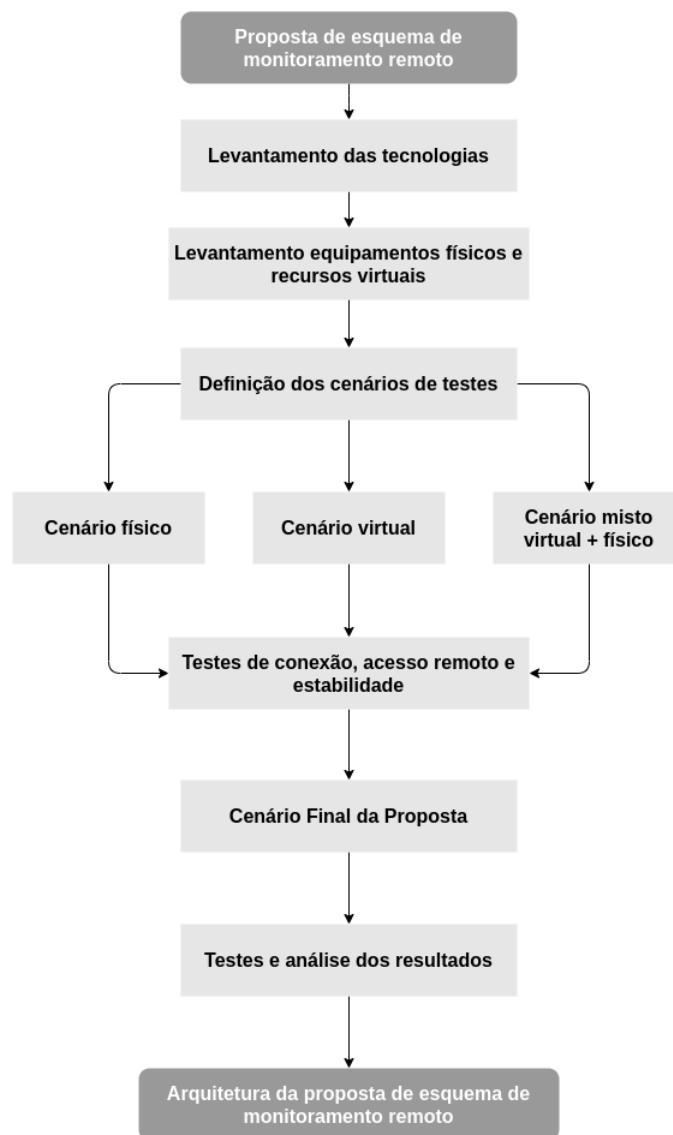 Proposta de esquema de
monitoramento remoto
Levantamento das tecnologias
Levantamento equipamentos físicos e
recursos virtuais
Definição dos cenários de testes
Cenário físico
Cenário virtual
Cenário misto
virtual + físico
Testes de conexão, acesso remoto e
estabilidade
Cenário Final da Proposta
Testes e análise dos resultados
Arquitetura da proposta de esquema de
monitoramento remoto